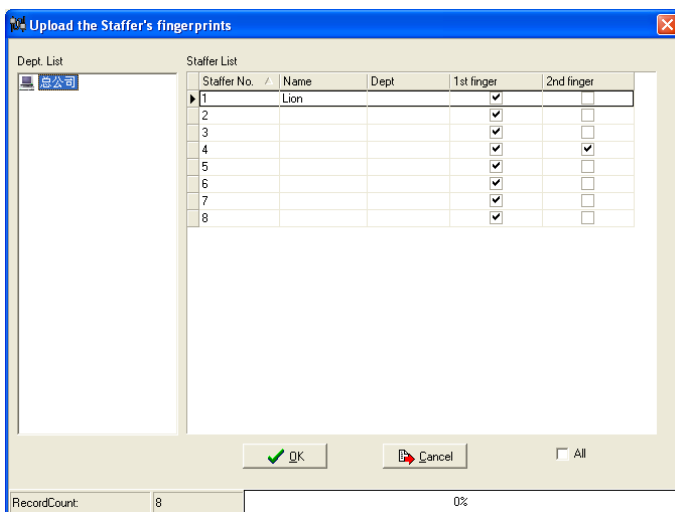 Upload the Staffer's fingerprints
Dept. List
Staffer List
总公司
Staffer No. Name Dept 1st finger 2nd finger
1 Lion
2
3
4
5
6
7
8
OK Cancel All
RecordCount: 8 0%